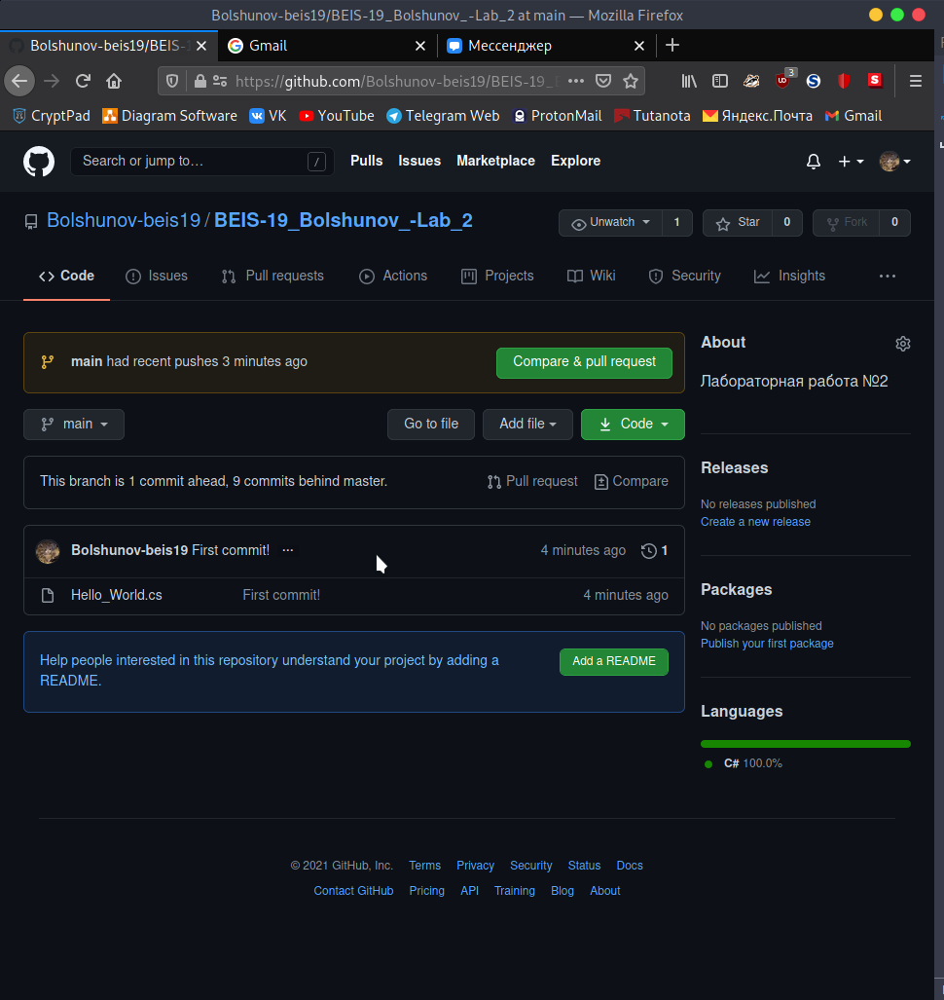 Bolshunov-beis19/BEIS-19_Bolshunov_-Lab_2 at main — Mozilla Firefox
Bolshunov-beis19/BEIS-1
Gmail
Мессенджер
https://github.com/Bolshunov-beis19/BEIS-19_
3
CryptPad
Diagram Software
VK
YouTube
Telegram Web
ProtonMail
Tutanota
Яндекс.Почта
Gmail
Search or jump to…
/
Pulls
Issues
Marketplace
Explore
Bolshunov-beis19 / BEIS-19_Bolshunov_-Lab_2
Unwatch
1
Star
0
Fork
0
Code
Issues
Pull requests
Actions
Projects
Wiki
Security
Insights
main had recent pushes 3 minutes ago
Compare & pull request
main
Go to file
Add file
Code
This branch is 1 commit ahead, 9 commits behind master.
Pull request
Compare
Bolshunov-beis19 First commit!
4 minutes ago
1
Hello_World.cs
First commit!
4 minutes ago
Help people interested in this repository understand your project by adding a
README.
Add a README
About
Лабораторная работа №2
Releases
No releases published
Create a new release
Packages
No packages published
Publish your first package
Languages
C# 100.0%
© 2021 GitHub, Inc.
Terms
Privacy
Security
Status
Docs
Contact GitHub
Pricing
API
Training
Blog
About